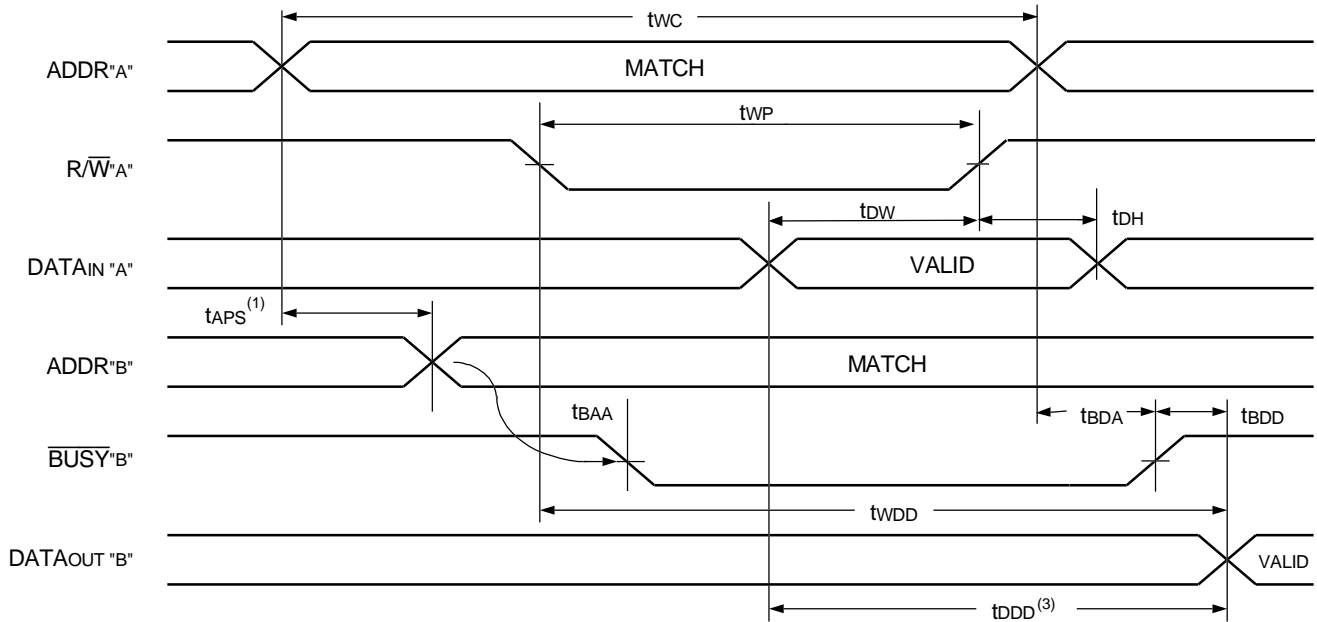 tWC
ADDR"A" MATCH
tWP
R/W̅"A"
tDW tDH
DATAIN "A" VALID
tAPS(1)
ADDR"B" MATCH
tBAA tBDA tBDD
B̅U̅S̅Y̅"B"
tWDD
DATAOUT "B" VALID
tDDD(3)